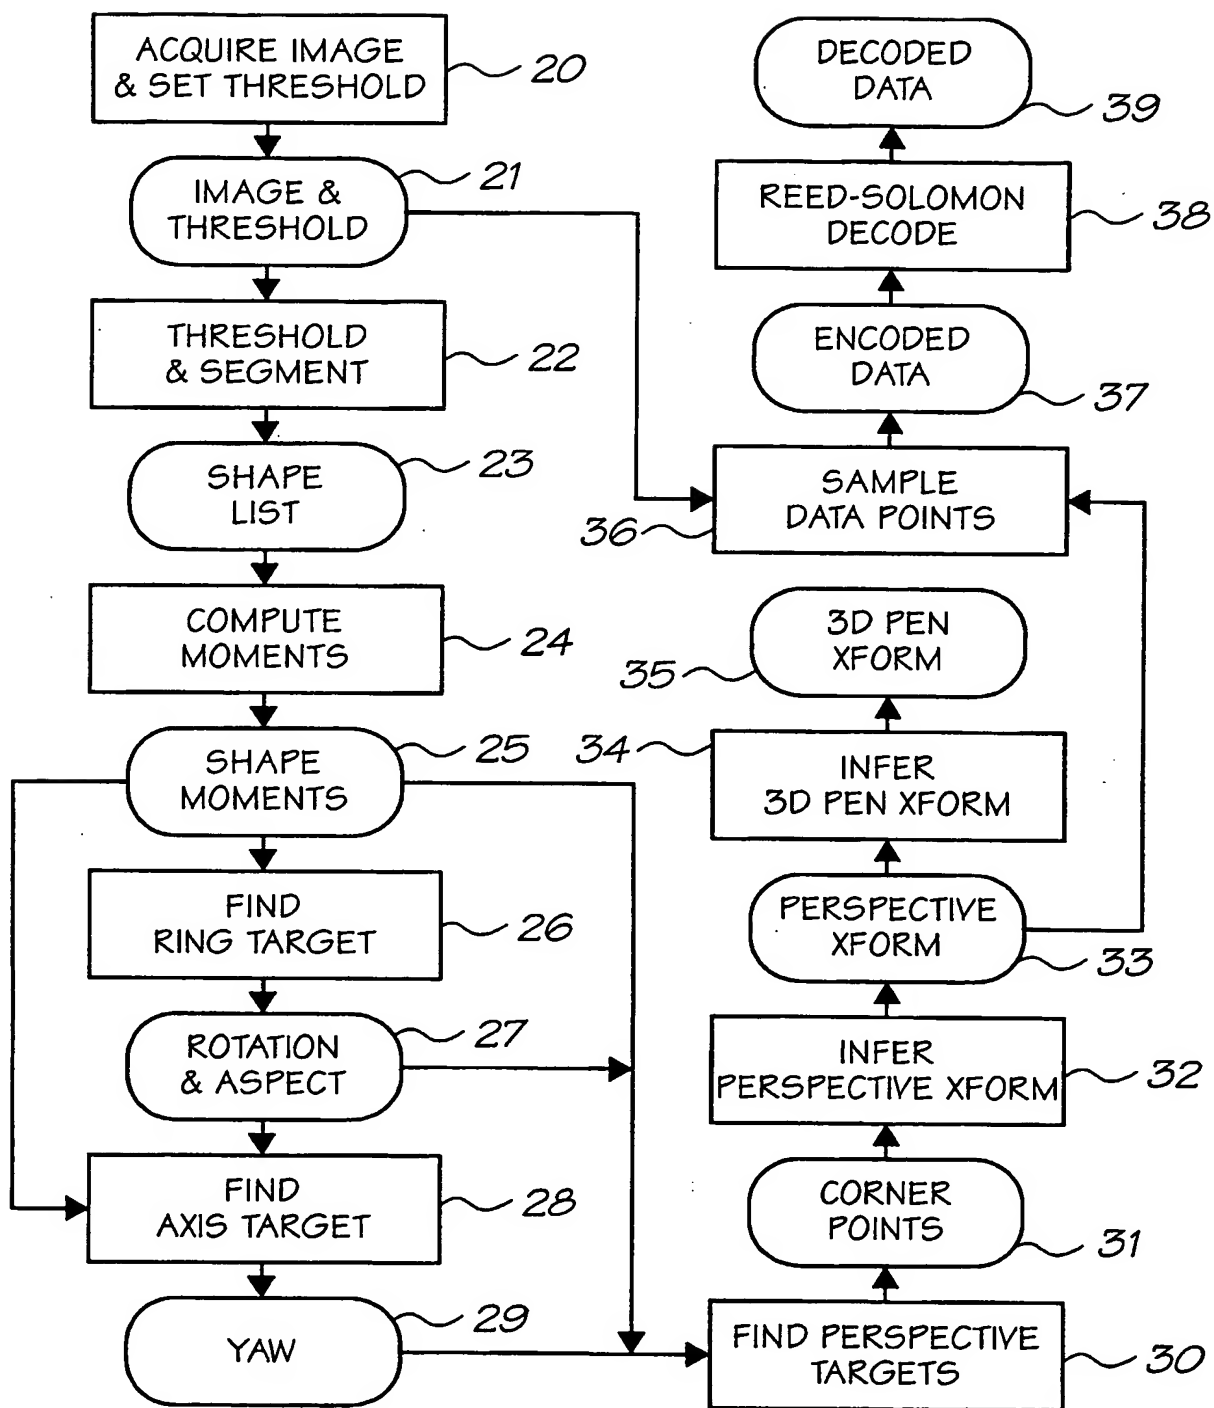 ACQUIRE IMAGE
& SET THRESHOLD
20
IMAGE &
THRESHOLD
21
THRESHOLD
& SEGMENT
22
SHAPE
LIST
23
COMPUTE
MOMENTS
24
SHAPE
MOMENTS
25
FIND
RING TARGET
26
ROTATION
& ASPECT
27
FIND
AXIS TARGET
28
YAW
29
FIND PERSPECTIVE
TARGETS
30
CORNER
POINTS
31
INFER
PERSPECTIVE XFORM
32
PERSPECTIVE
XFORM
33
INFER
3D PEN XFORM
34
3D PEN
XFORM
35
SAMPLE
DATA POINTS
36
ENCODED
DATA
37
REED-SOLOMON
DECODE
38
DECODED
DATA
39